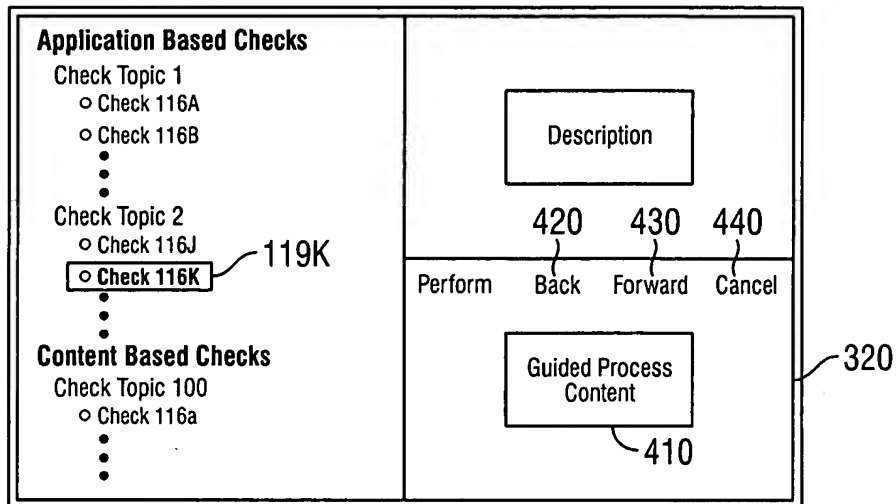 Application Based Checks
Check Topic 1
Check 116A
Check 116B
Check Topic 2
Check 116J
Check 116K
119K
Content Based Checks
Check Topic 100
Check 116a
Description
420 430 440
Perform Back Forward Cancel
Guided Process
Content
410
320